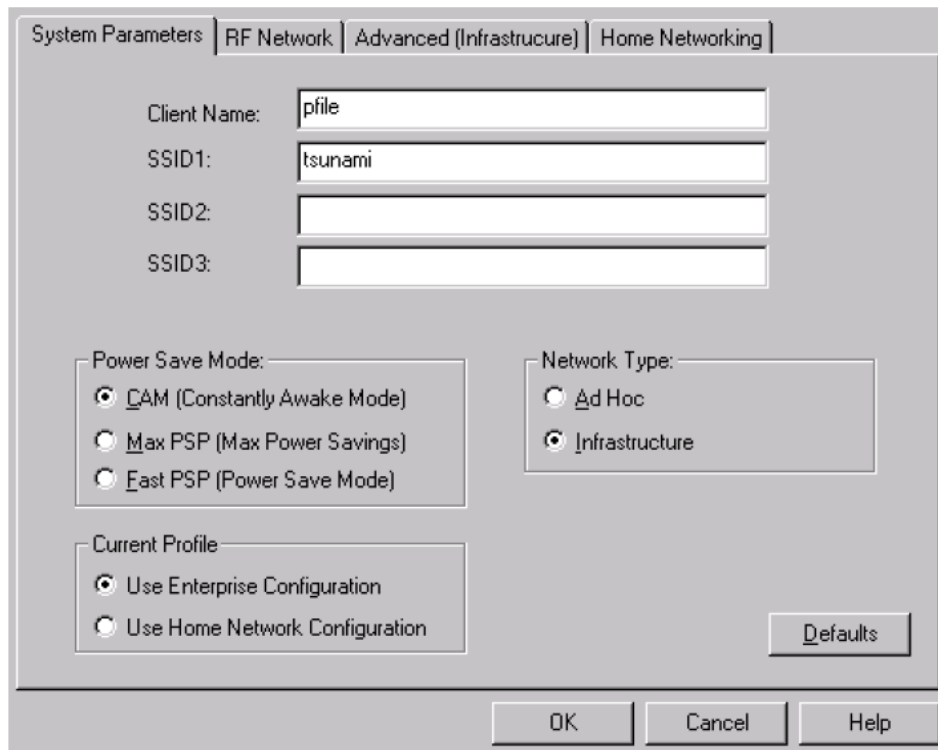 System Parameters RF Network Advanced (Infrastrucure) Home Networking
Client Name: pfile
SSID1: tsunami
SSID2:
SSID3:
Power Save Mode:
CAM (Constantly Awake Mode)
Max PSP (Max Power Savings)
Fast PSP (Power Save Mode)
Network Type:
Ad Hoc
Infrastructure
Current Profile
Use Enterprise Configuration
Use Home Network Configuration
Defaults
OK Cancel Help